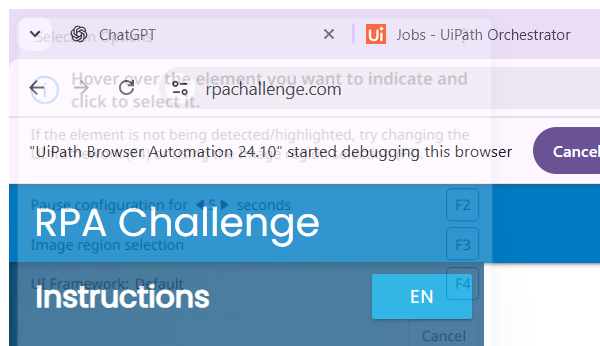 Selection Options
ChatGPT
Jobs - UiPath Orchestrator
Hover over the element you want to indicate and
click to select it.
rpachallenge.com
If the element is not being detected/highlighted, try changing the
"UiPath Browser Automation 24.10" started debugging this browser
Cancel
Pause configuration for 5 seconds
F2
RPA Challenge
Image region selection
F3
UI Framework: Default
F4
Instructions
EN
Cancel